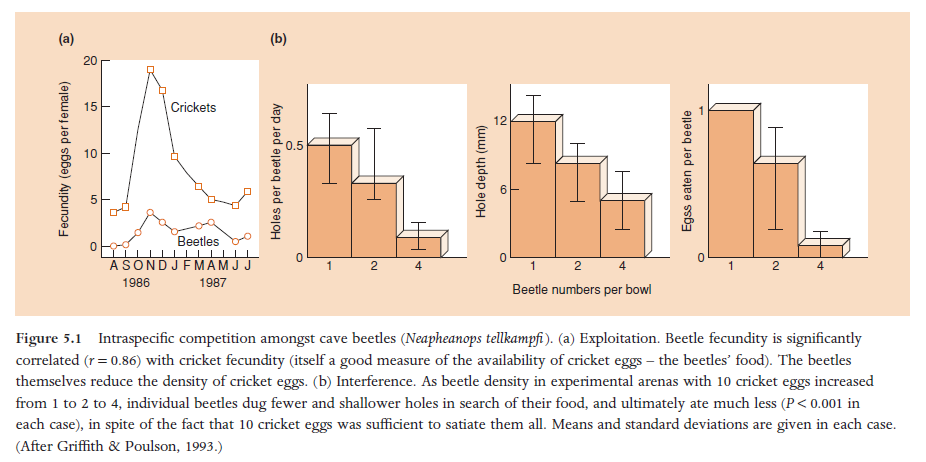 (a)
20
15
10
5
0
Fecundity (eggs per female)
Crickets
Beetles
A S O N D J F M A M J J
1986 1987
(b)
Holes per beetle per day
0.5
0
1 2 4
Hole depth (mm)
12
6
0
1 2 4
Beetle numbers per bowl
Egss eaten per beetle
1
0
1 2 4
Figure 5.1 Intraspecific competition amongst cave beetles (Neapheanops tellkampfi). (a) Exploitation. Beetle fecundity is significantly
correlated (r = 0.86) with cricket fecundity (itself a good measure of the availability of cricket eggs – the beetles’ food). The beetles
themselves reduce the density of cricket eggs. (b) Interference. As beetle density in experimental arenas with 10 cricket eggs increased
from 1 to 2 to 4, individual beetles dug fewer and shallower holes in search of their food, and ultimately ate much less (P < 0.001 in
each case), in spite of the fact that 10 cricket eggs was sufficient to satiate them all. Means and standard deviations are given in each case.
(After Griffith & Poulson, 1993.)